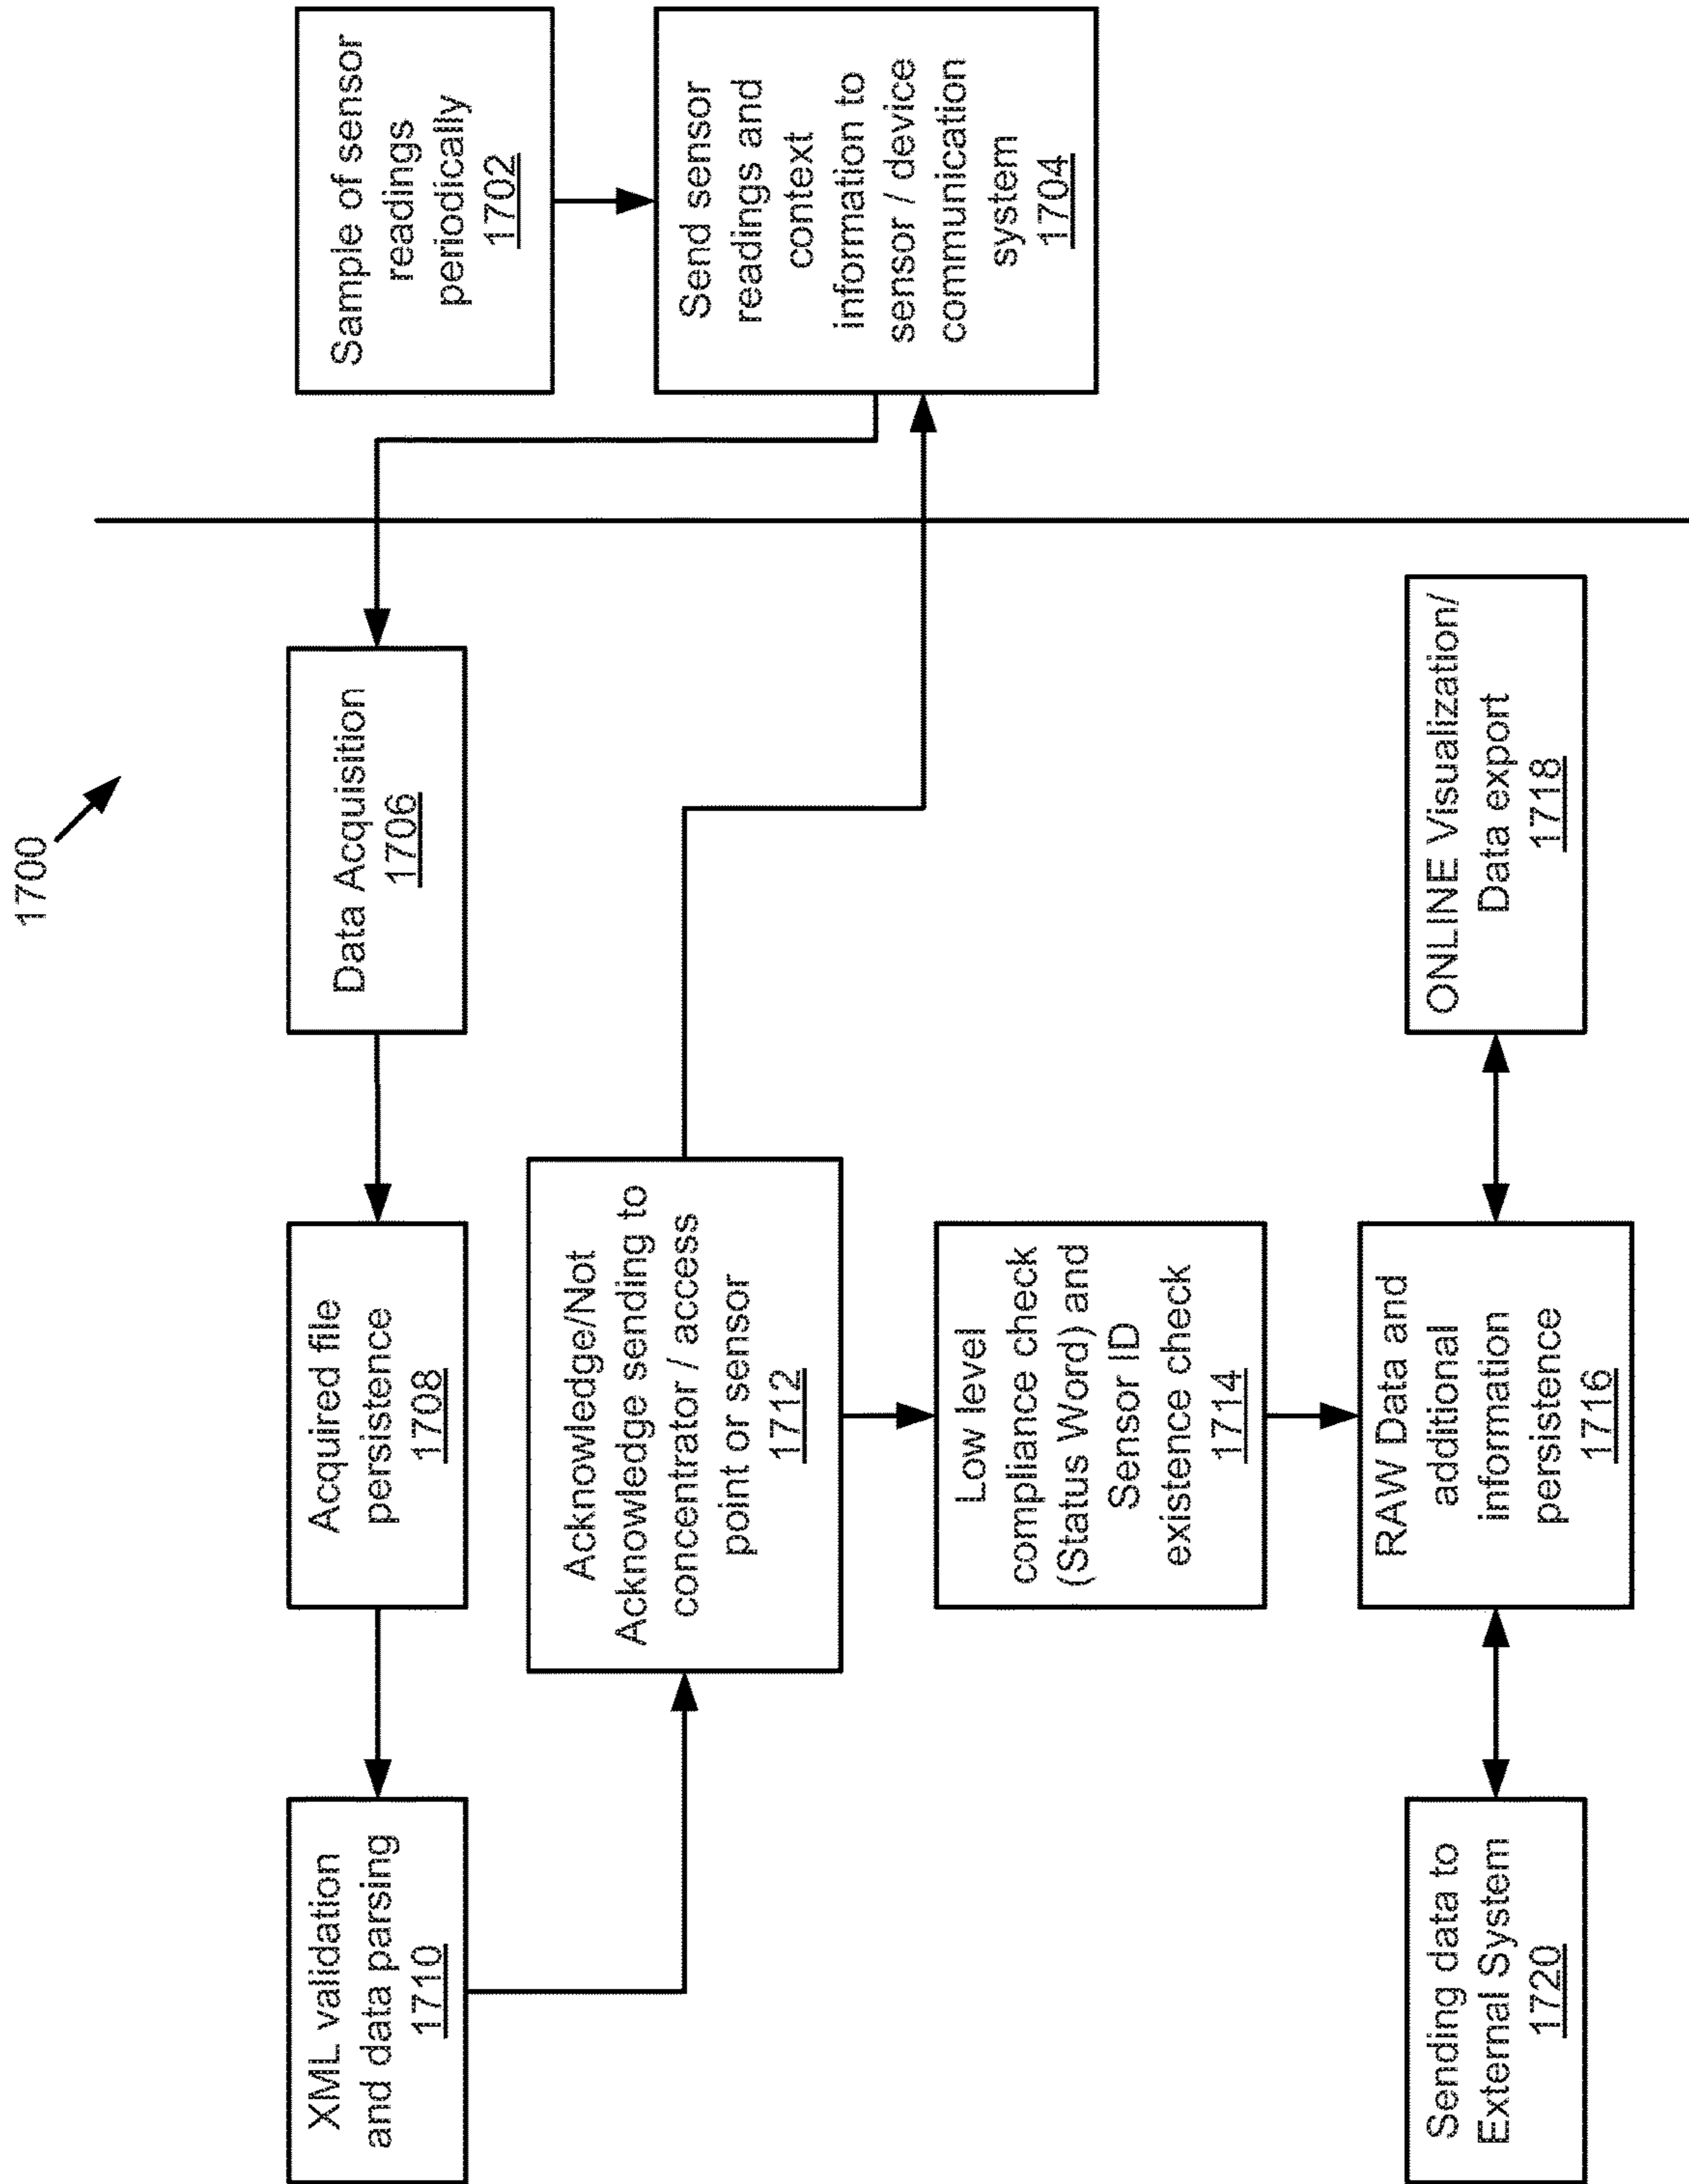 1700
XML validation
and data parsing
1710
Acquired file
persistence
1708
Data Acquisition
1706
Sample of sensor
readings
periodically
1702
Acknowledge/Not
Acknowledge sending to
concentrator / access
point or sensor
1712
Send sensor
readings and
context
information to
sensor / device
communication
system
1704
Low level
compliance check
(Status Word) and
Sensor ID
existence check
1714
Sending data to
External System
1720
RAW Data and
additional
information
persistence
1716
ONLINE Visualization/
Data export
1718